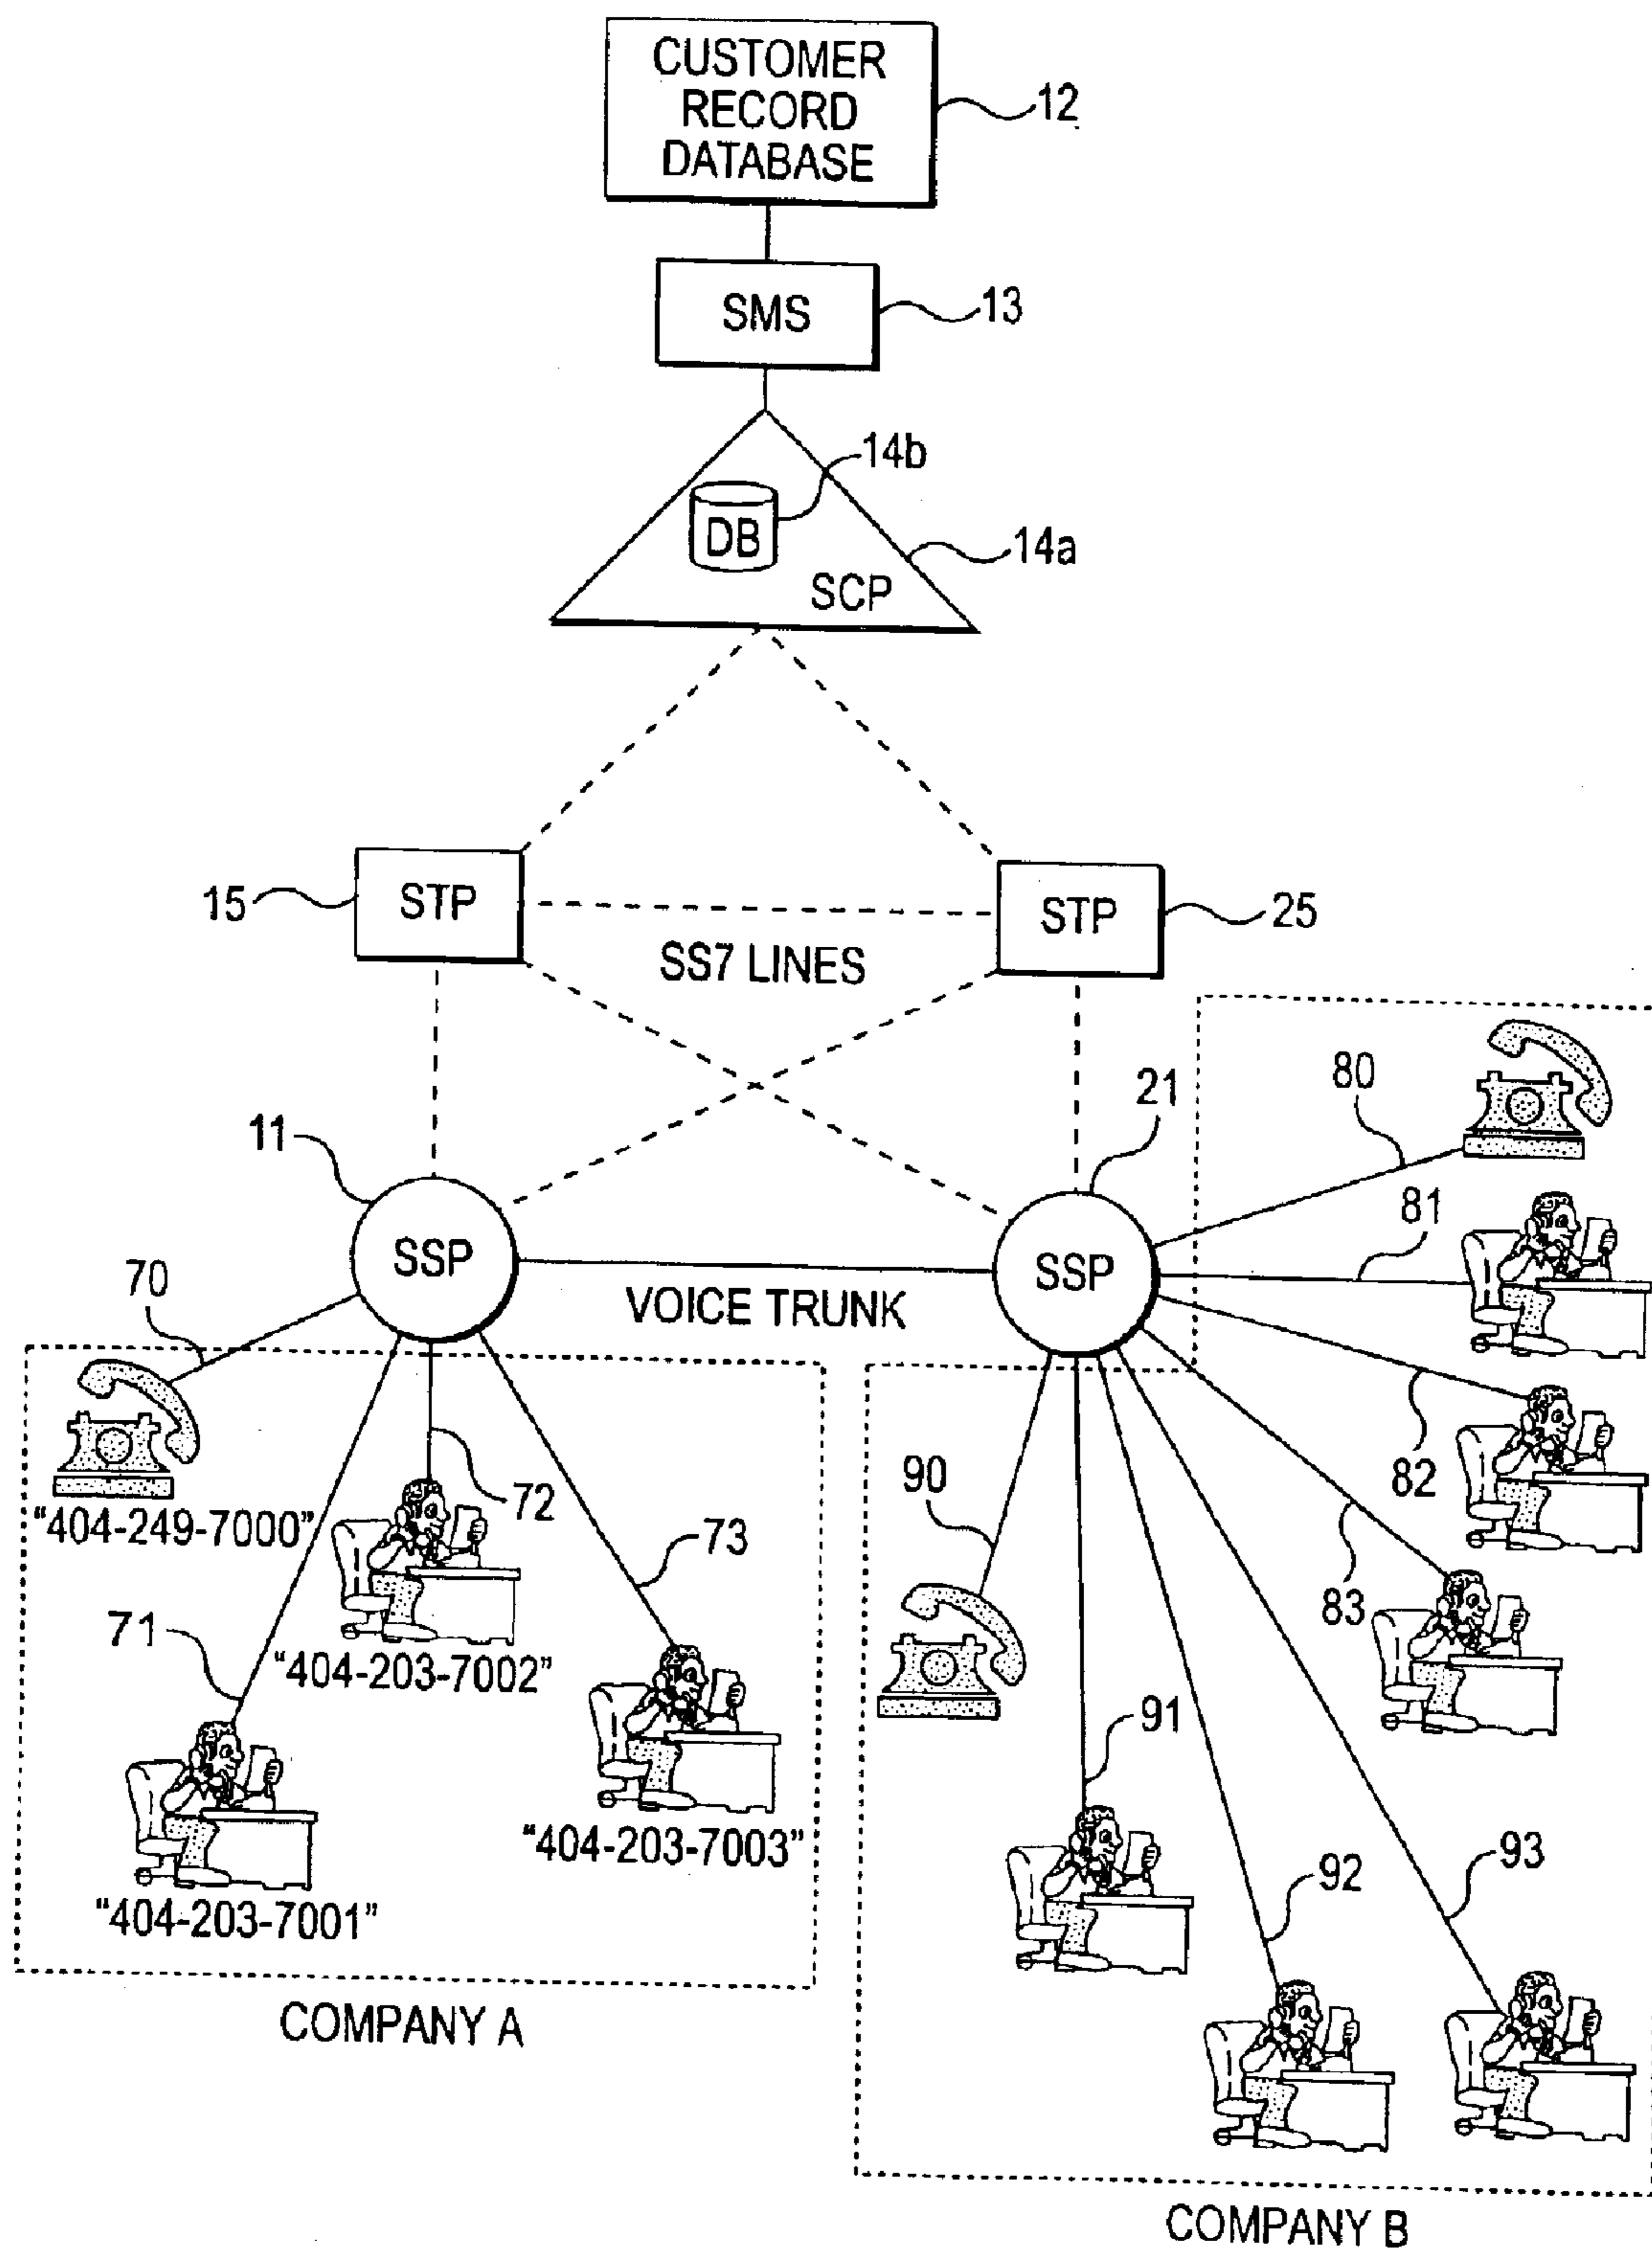 CUSTOMER
RECORD
DATABASE
12
SMS
13
14b
DB
14a
SCP
15
STP
STP
25
SS7 LINES
11
21
80
81
SSP
SSP
70
VOICE TRUNK
82
90
72
"404-249-7000"
73
83
71
"404-203-7002"
91
"404-203-7003"
92
93
"404-203-7001"
COMPANY A
COMPANY B